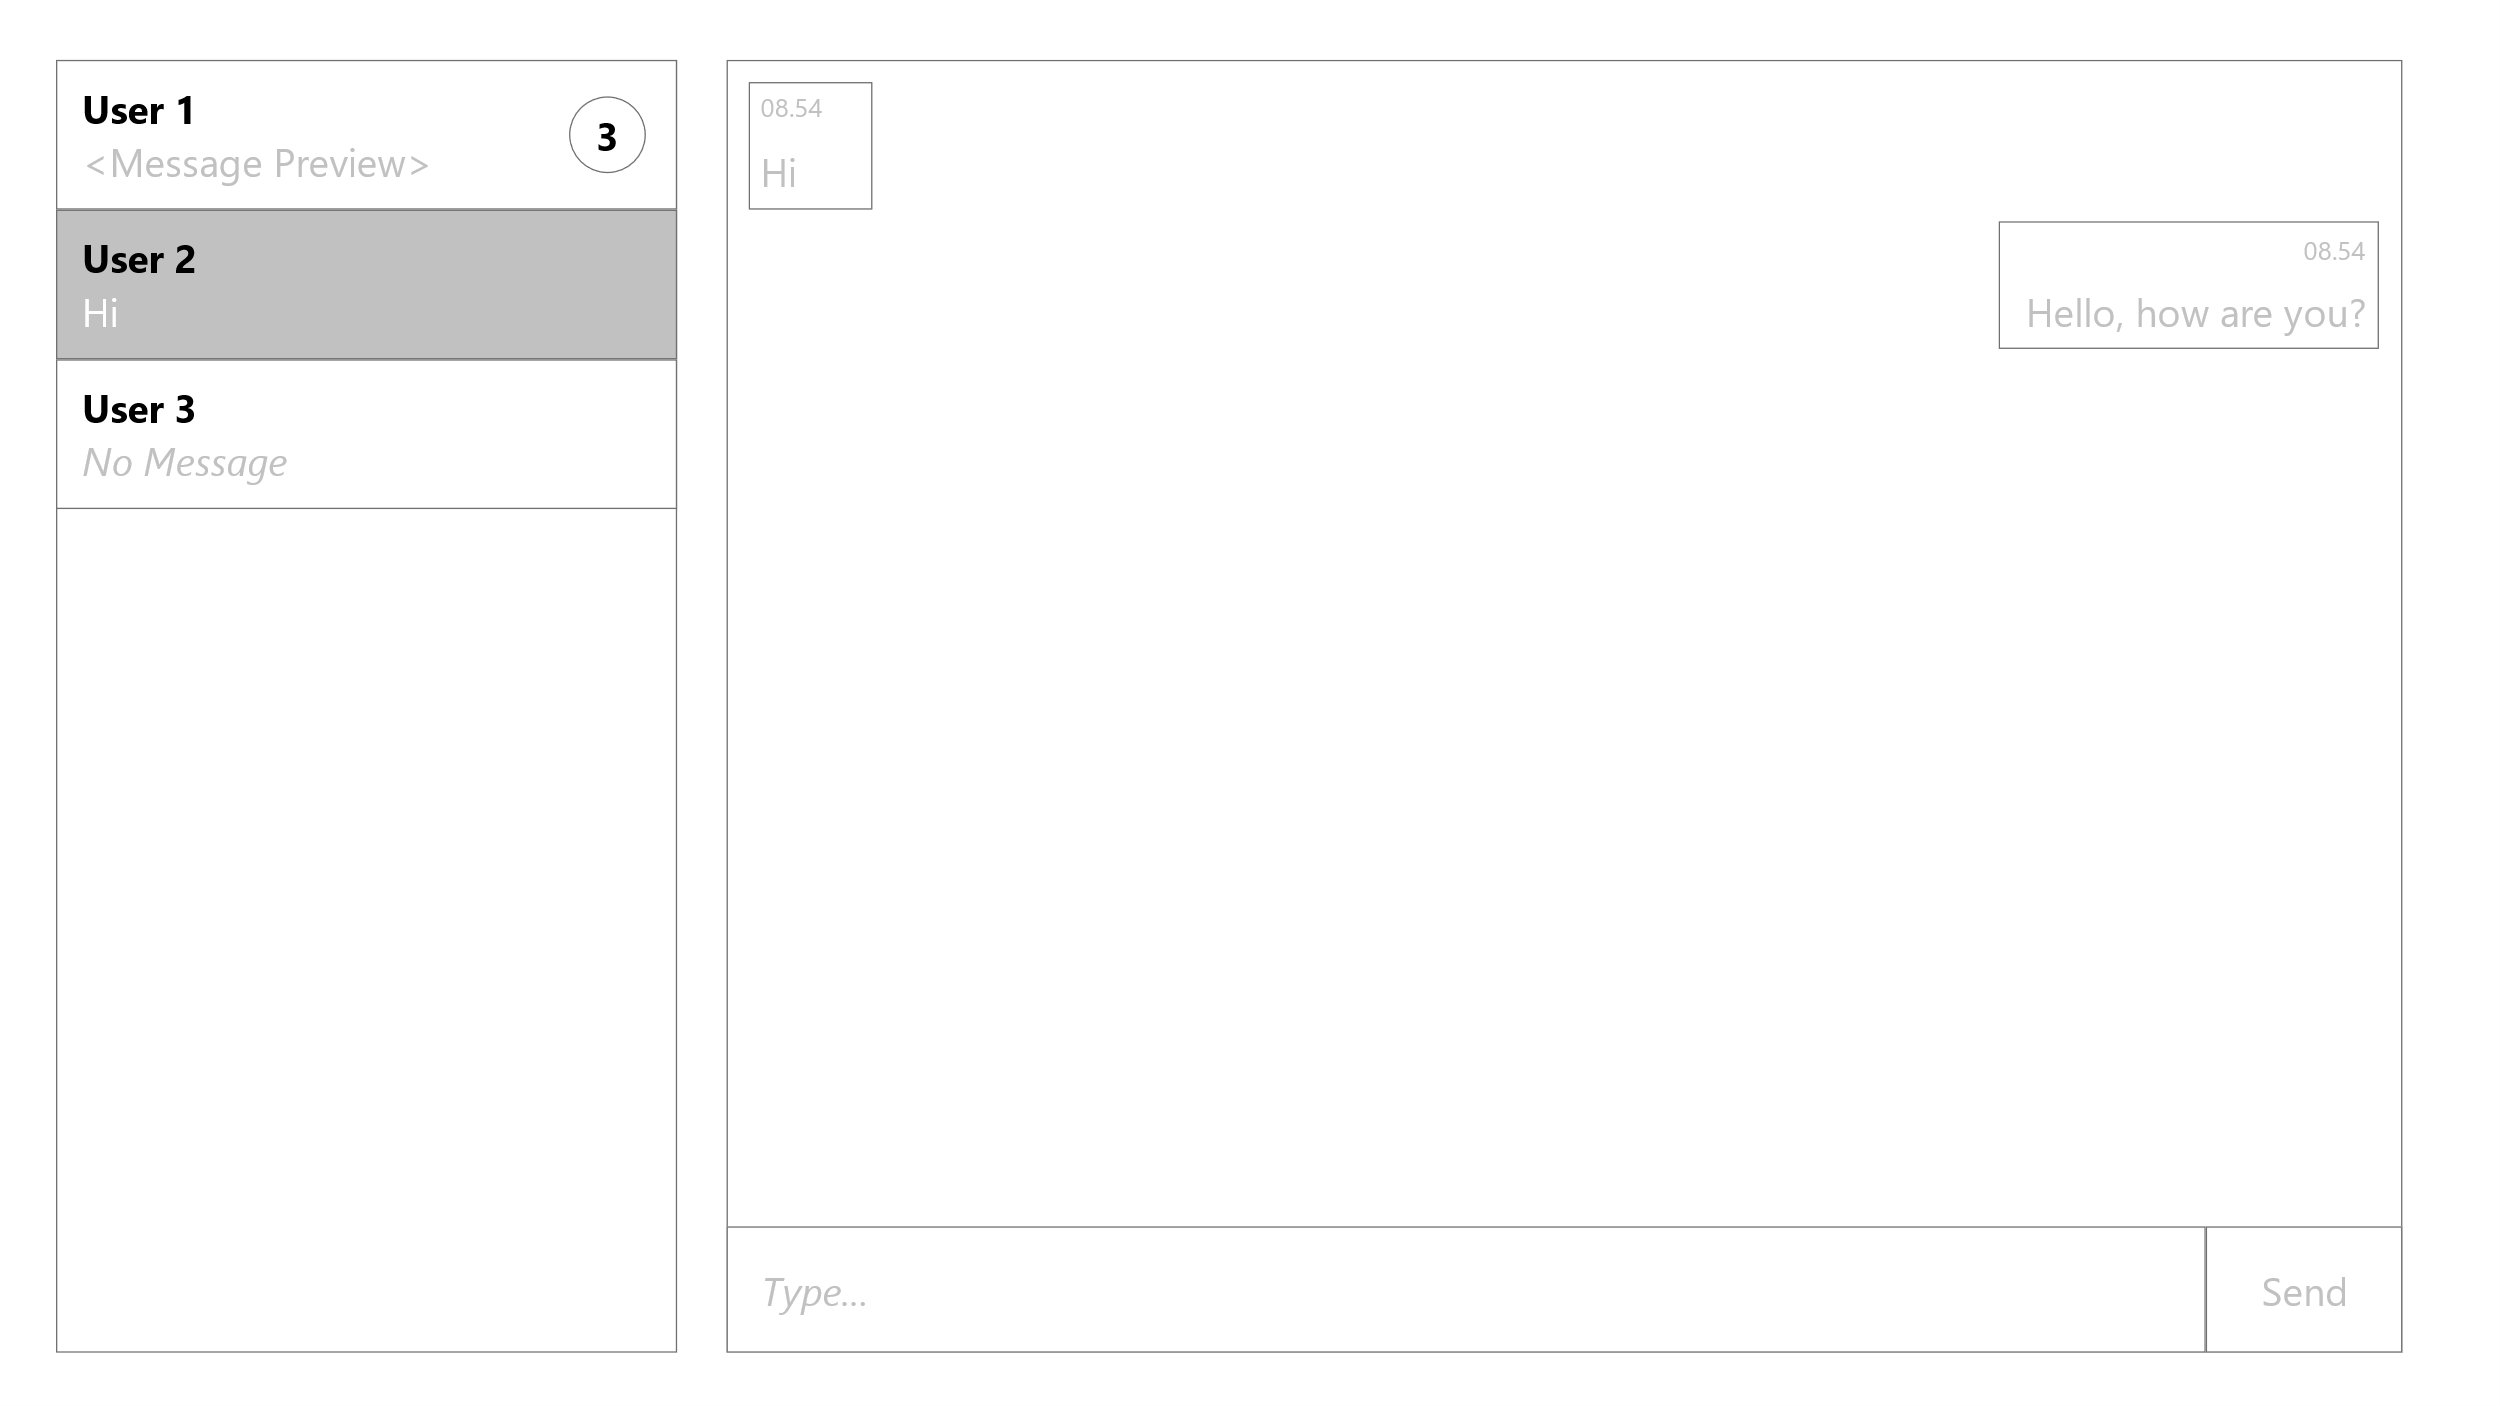 User 1
<Message Preview>
3
User 2
Hi
User 3
No Message
08.54
Hi
08.54
Hello, how are you?
Type...
Send